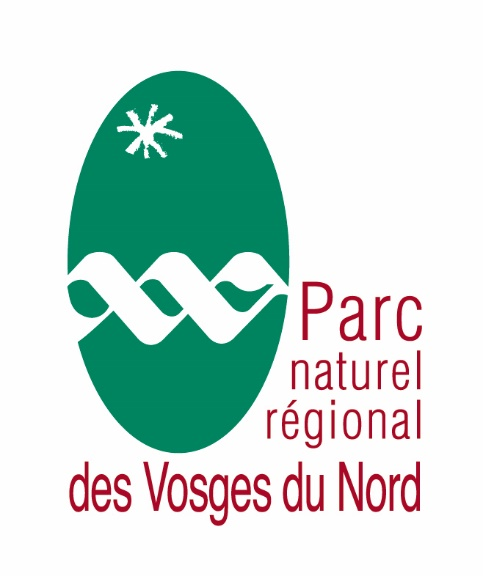 Parc
naturel
régional
des Vosges du Nord